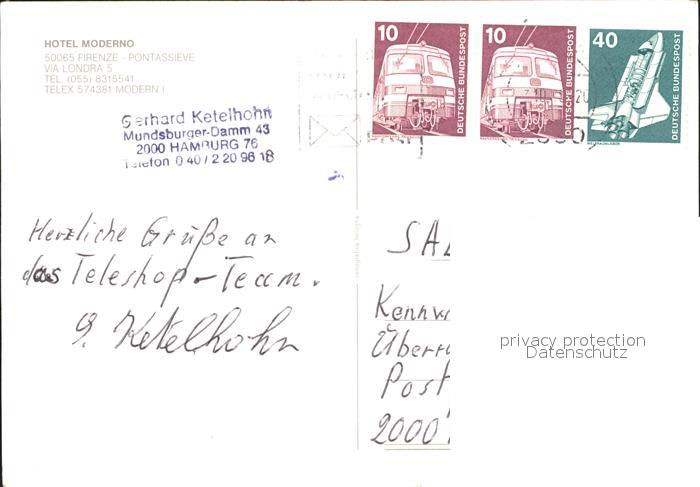 HOTEL MODERNO
50065 FIRENZE - PONTASSIEVE
VIA LONDRA 5
TEL. (055) 8315541
TELEX 574381 MODERN I
10
DEUTSCHE BUNDESPOST
10
DEUTSCHE BUNDESPOST
40
DEUTSCHE BUNDESPOST
Gerhard Ketelhohn
Mundsburger-Damm 43
2000 HAMBURG 76
Telefon 0 40 / 2 20 96 18
Herzliche Grüße an
das Teleshop-Team.
G. Ketelhohn
SAL
Kennw
Überr
Post
2000
privacy protection
Datenschutz